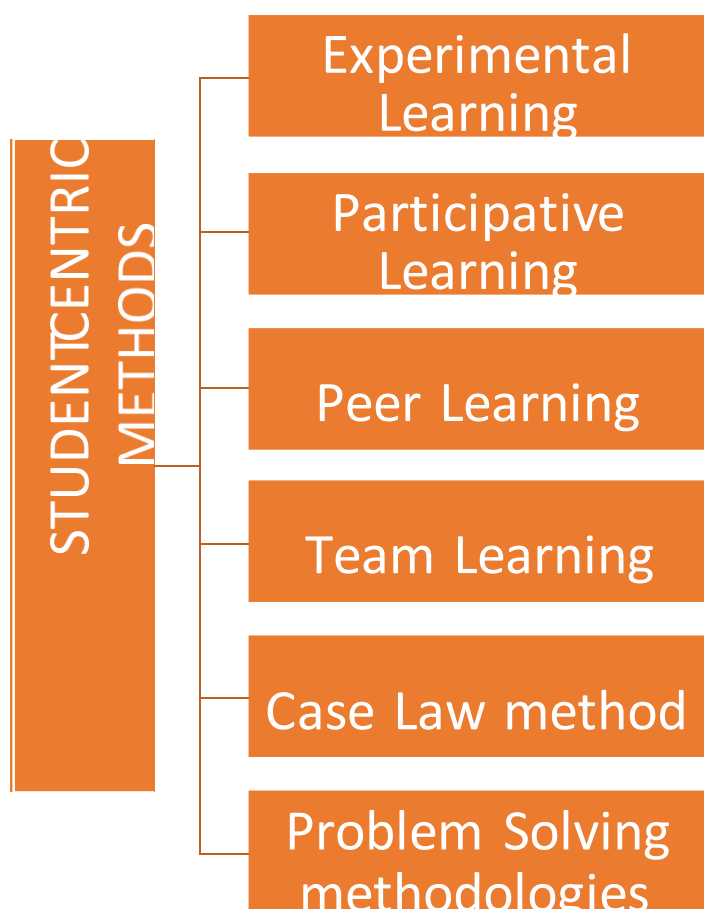 STUDENTCENTRIC
METHODS
Experimental
Learning
Participative
Learning
Peer Learning
Team Learning
Case Law method
Problem Solving
methodologies